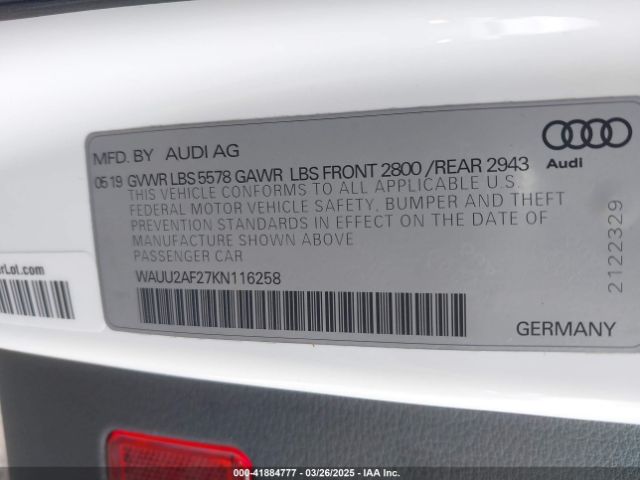 MFD. BY AUDI AG
Audi
05 19 GVWR LBS 5578 GAWR LBS FRONT 2800 /REAR 2943
THIS VEHICLE CONFORMS TO ALL APPLICABLE U.S.
FEDERAL MOTOR VEHICLE SAFETY, BUMPER AND THEFT
PREVENTION STANDARDS IN EFFECT ON THE DATE OF
MANUFACTURE SHOWN ABOVE
PASSENGER CAR
WAUU2AF27KN116258
2122329
GERMANY
rLot.com
000-41884777 — 03/26/2025 — IAA Inc.